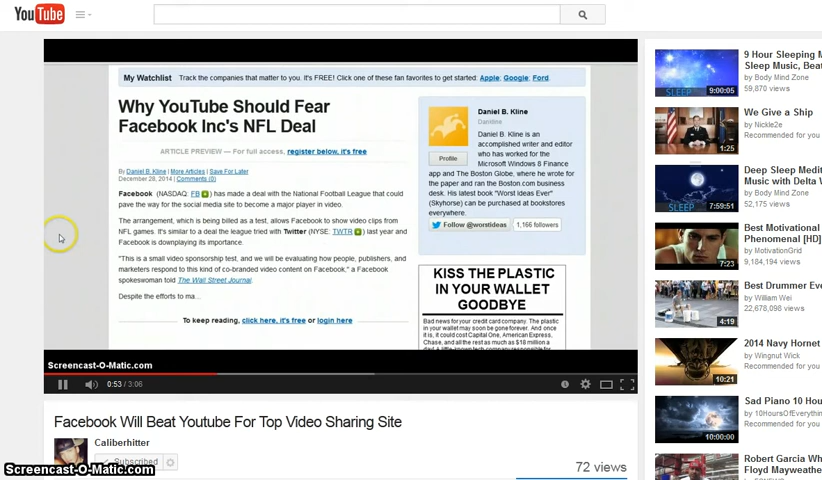 YouTube
My Watchlist Track the companies that matter to you. It's FREE! Click one of these fan favorites to get started: Apple; Google; Ford.
Why YouTube Should Fear
Facebook Inc's NFL Deal
ARTICLE PREVIEW — For full access, register below, it's free
By Daniel B. Kline | More Articles | Save For Later
December 28, 2014 | Comments (0)
Facebook (NASDAQ: FB) has made a deal with the National Football League that could
pave the way for the social media site to become a major player in video.
The arrangement, which is being billed as a test, allows Facebook to show video clips from
NFL games. It's similar to a deal the league tried with Twitter (NYSE: TWTR) last year and
Facebook is downplaying its importance.
"This is a small video sponsorship test, and we will be evaluating how people, publishers, and
marketers respond to this kind of co-branded video content on Facebook," a Facebook
spokeswoman told The Wall Street Journal.
Despite the efforts to ma...
To keep reading, click here, it's free or login here
Daniel B. Kline
Danline
Profile
Daniel B. Kline is an
accomplished writer and editor
who has worked for the
Microsoft Windows 8 Finance
app and The Boston Globe, where he wrote for
the paper and ran the Boston.com business
desk. His latest book "Worst Ideas Ever"
(Skyhorse) can be purchased at bookstores
everywhere.
Follow @worstideas 1,166 followers
KISS THE PLASTIC
IN YOUR WALLET
GOODBYE
Bad news for your credit card company. The plastic
in your wallet may soon be gone forever. And once
it is, it could cost Capital One, American Express,
Chase, and all the rest as much as $18 million a
Screencast-O-Matic.com
0:53 / 3:06
Facebook Will Beat Youtube For Top Video Sharing Site
Caliberhitter
Subscribed
72 views
Screencast-O-Matic.com
9 Hour Sleeping M
Sleep Music, Beat
by Body Mind Zone
59,870 views
SLEEP
9:00:05
We Give a Ship
by Nickle2e
Recommended for you
1:25
Deep Sleep Medit
Music with Delta W
by Body Mind Zone
52,175 views
SLEEP
7:59:51
Best Motivational
Phenomenal [HD]
by MotivationGrid
9,184,194 views
7:23
Best Drummer Eve
by William Wei
22,678,098 views
4:19
2014 Navy Hornet
by Wingnut Wick
Recommended for you
10:21
Sad Piano 10 Hou
by 10HoursOfEverythin
Recommended for you
10:00:00
Robert Garcia Wh
Floyd Mayweathe